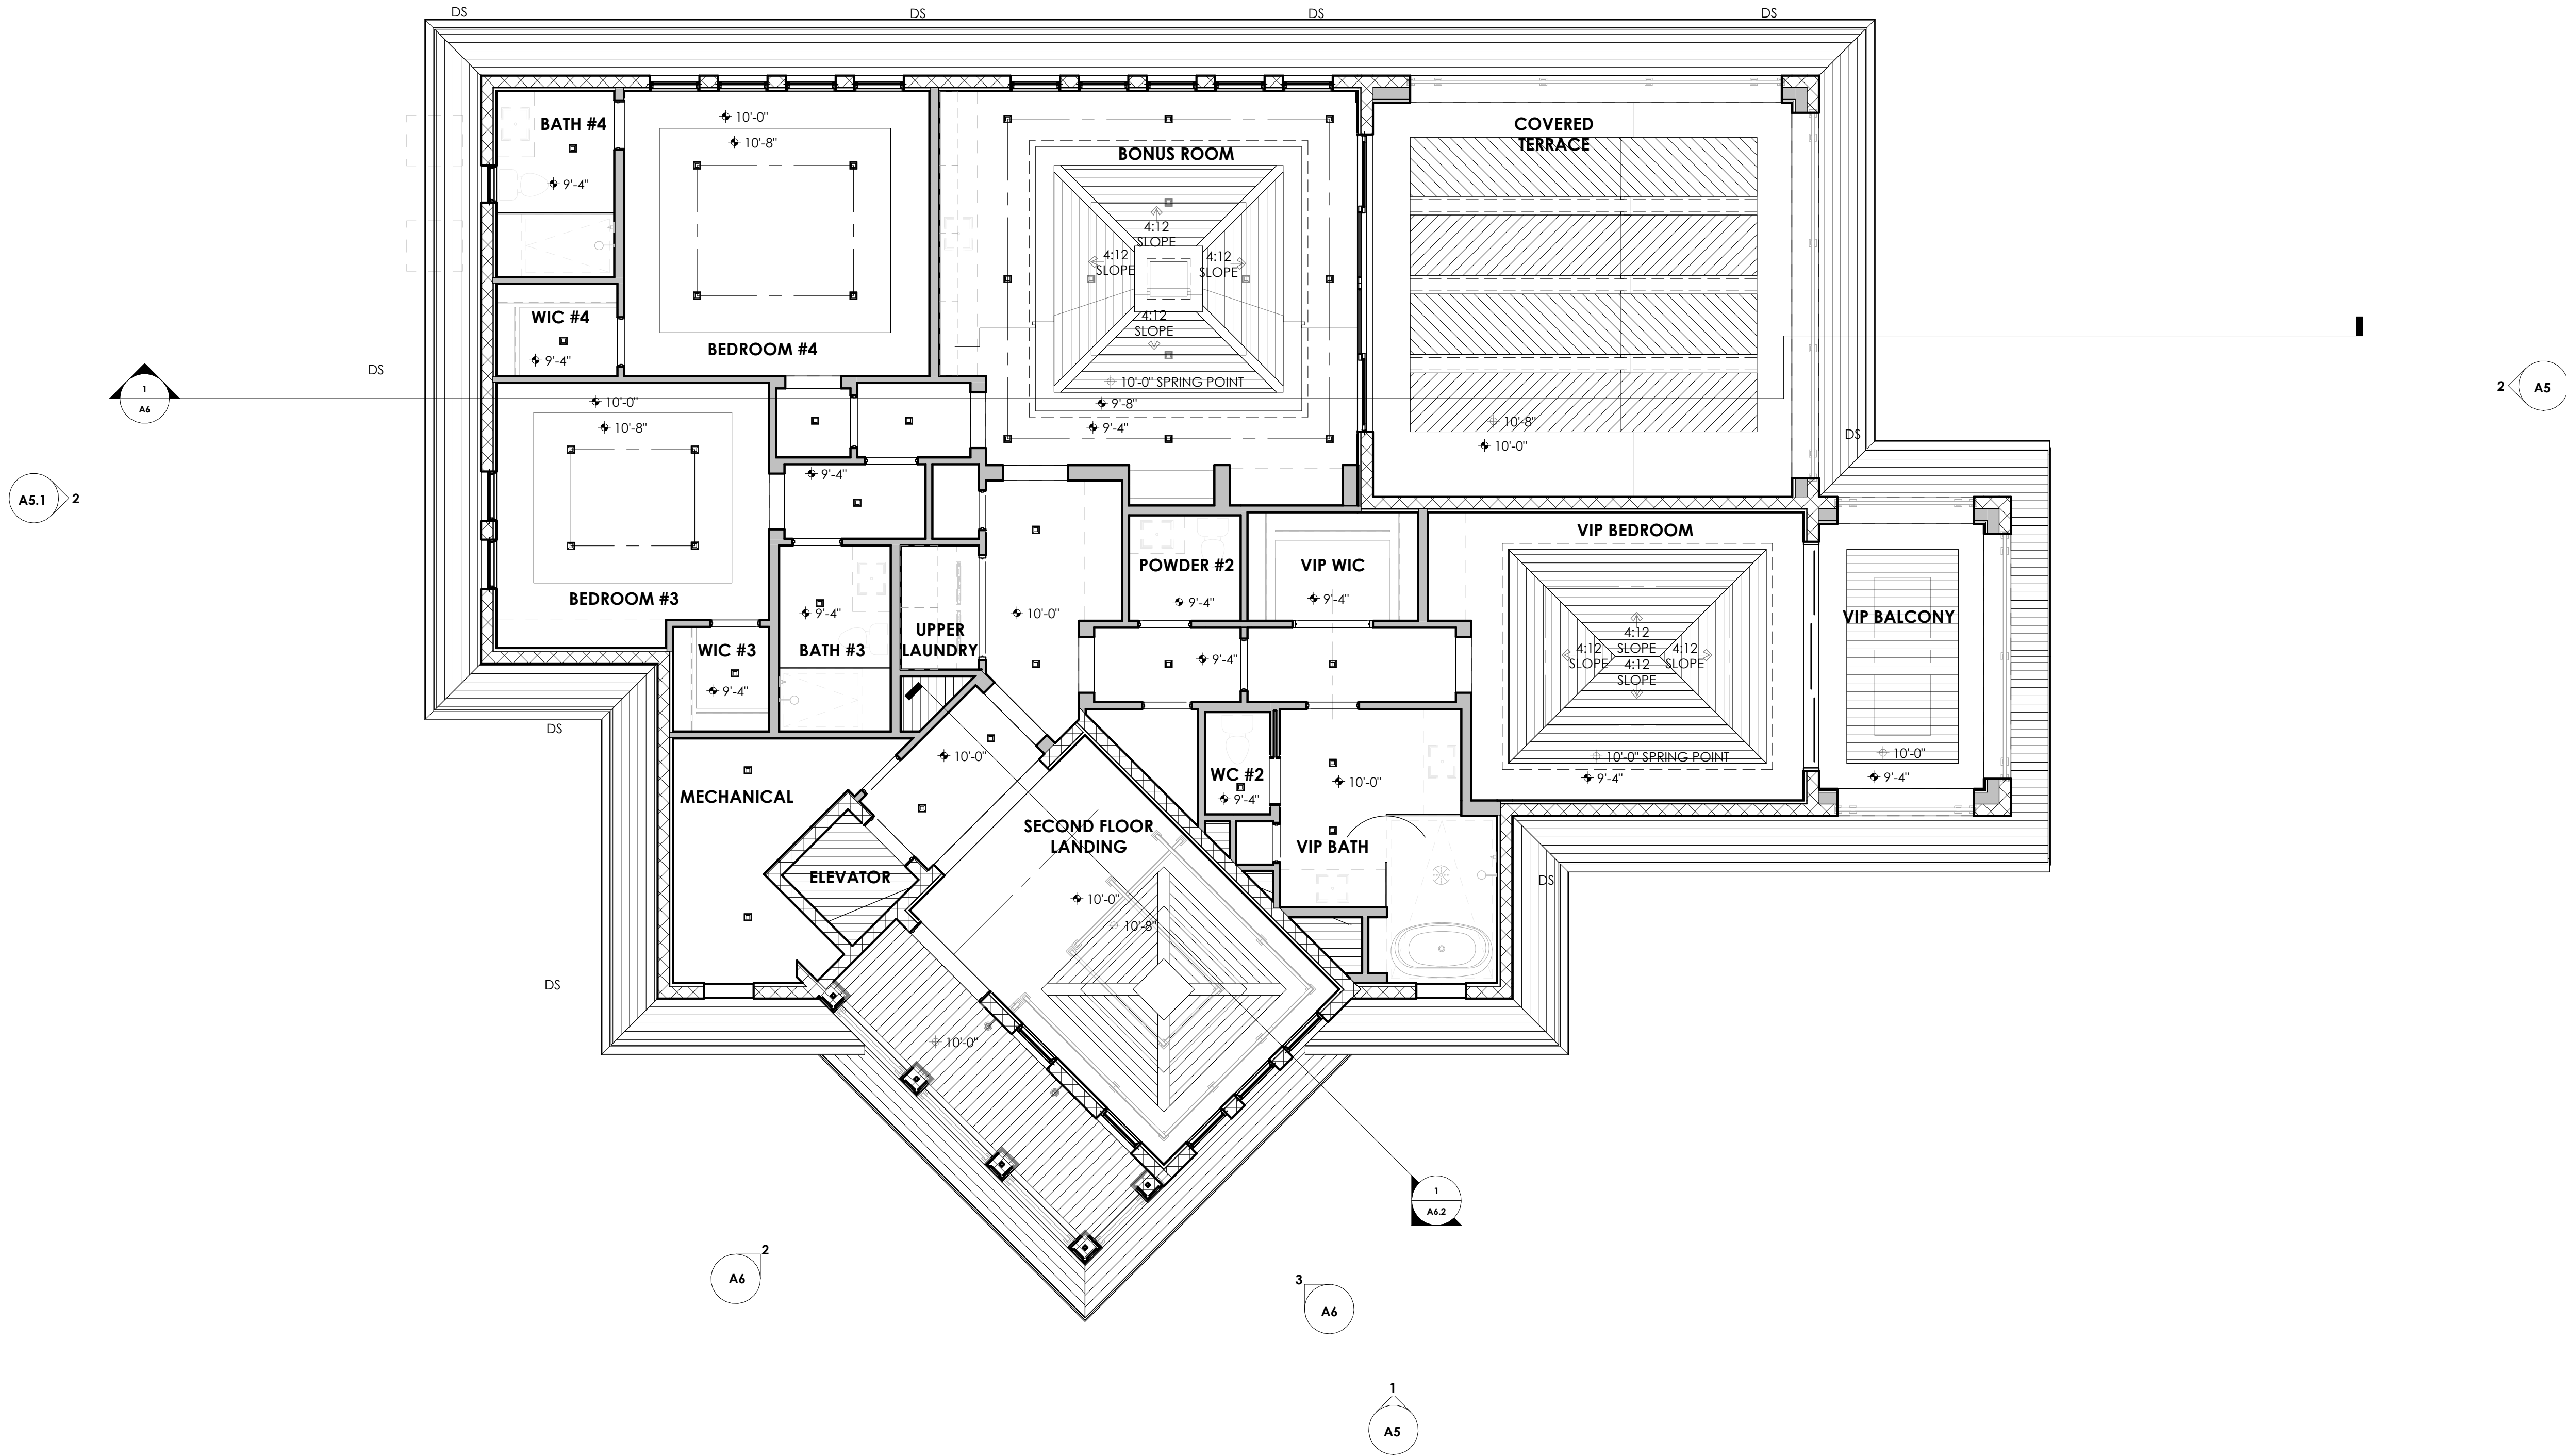 DS
DS
DS
DS
BATH #4
9'-4"
10'-0"
10'-8"
BEDROOM #4
BONUS ROOM
4:12
SLOPE
4:12
SLOPE
4:12
SLOPE
4:12
SLOPE
10'-0" SPRING POINT
9'-8"
9'-4"
COVERED
TERRACE
10'-8"
10'-0"
WIC #4
9'-4"
DS
1
A6
2
A5
DS
10'-0"
10'-8"
BEDROOM #3
9'-4"
A5.1
2
WIC #3
9'-4"
BATH #3
9'-4"
UPPER
LAUNDRY
10'-0"
POWDER #2
9'-4"
VIP WIC
9'-4"
9'-4"
VIP BEDROOM
4:12
SLOPE
4:12
SLOPE
4:12
SLOPE
4:12
SLOPE
10'-0" SPRING POINT
9'-4"
VIP BALCONY
10'-0"
9'-4"
DS
MECHANICAL
10'-0"
WC #2
9'-4"
10'-0"
VIP BATH
ELEVATOR
SECOND FLOOR
LANDING
10'-0"
10'-8"
DS
DS
10'-0"
1
A6.2
2
A6
3
A6
1
A5